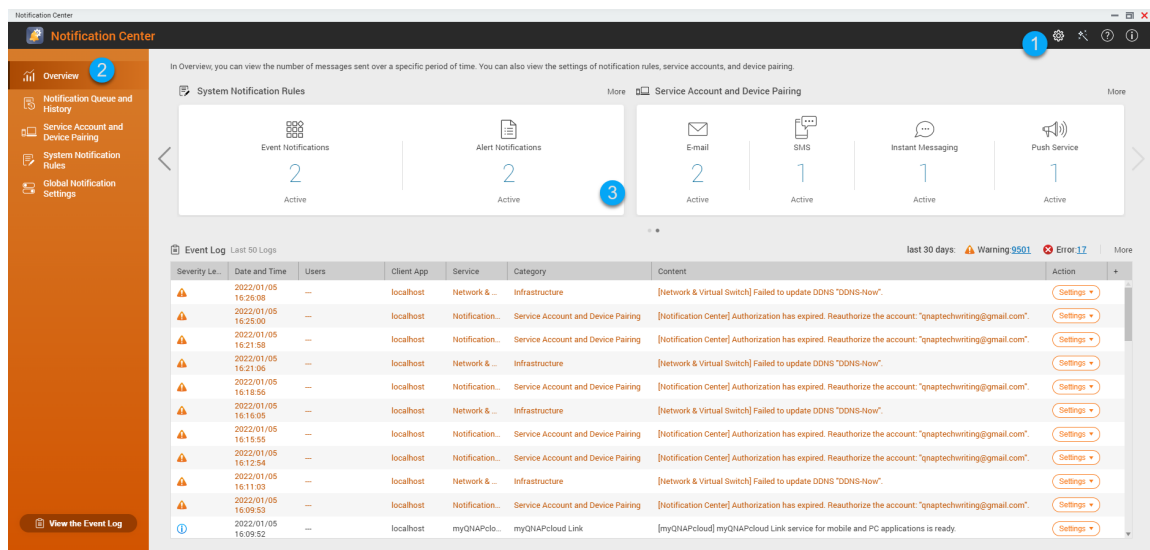 Notification Center
Notification Center
1
2
Overview
Notification Queue and
History
Service Account and
Device Pairing
System Notification
Rules
Global Notification
Settings
View the Event Log
In Overview, you can view the number of messages sent over a specific period of time. You can also view the settings of notification rules, service accounts, and device pairing.
System Notification Rules More
Event Notifications Alert Notifications
2 2
Active Active
3
Service Account and Device Pairing More
E-mail SMS Instant Messaging Push Service
2 1 1 1
Active Active Active Active
Event Log Last 50 Logs last 30 days: Warning:9501 Error:17 More
Severity Le... Date and Time Users Client App Service Category Content Action +
2022/01/05
16:26:08 --- localhost Network & ... Infrastructure [Network & Virtual Switch] Failed to update DDNS "DDNS-Now". Settings
2022/01/05
16:25:00 --- localhost Notification... Service Account and Device Pairing [Notification Center] Authorization has expired. Reauthorize the account: "qnaptechwriting@gmail.com". Settings
2022/01/05
16:21:58 --- localhost Notification... Service Account and Device Pairing [Notification Center] Authorization has expired. Reauthorize the account: "qnaptechwriting@gmail.com". Settings
2022/01/05
16:21:06 --- localhost Network & ... Infrastructure [Network & Virtual Switch] Failed to update DDNS "DDNS-Now". Settings
2022/01/05
16:18:56 --- localhost Notification... Service Account and Device Pairing [Notification Center] Authorization has expired. Reauthorize the account: "qnaptechwriting@gmail.com". Settings
2022/01/05
16:16:05 --- localhost Network & ... Infrastructure [Network & Virtual Switch] Failed to update DDNS "DDNS-Now". Settings
2022/01/05
16:15:55 --- localhost Notification... Service Account and Device Pairing [Notification Center] Authorization has expired. Reauthorize the account: "qnaptechwriting@gmail.com". Settings
2022/01/05
16:12:54 --- localhost Notification... Service Account and Device Pairing [Notification Center] Authorization has expired. Reauthorize the account: "qnaptechwriting@gmail.com". Settings
2022/01/05
16:11:03 --- localhost Network & ... Infrastructure [Network & Virtual Switch] Failed to update DDNS "DDNS-Now". Settings
2022/01/05
16:09:53 --- localhost Notification... Service Account and Device Pairing [Notification Center] Authorization has expired. Reauthorize the account: "qnaptechwriting@gmail.com". Settings
2022/01/05
16:09:52 --- localhost myQNAPclo... myQNAPcloud Link [myQNAPcloud] myQNAPcloud Link service for mobile and PC applications is ready. Settings